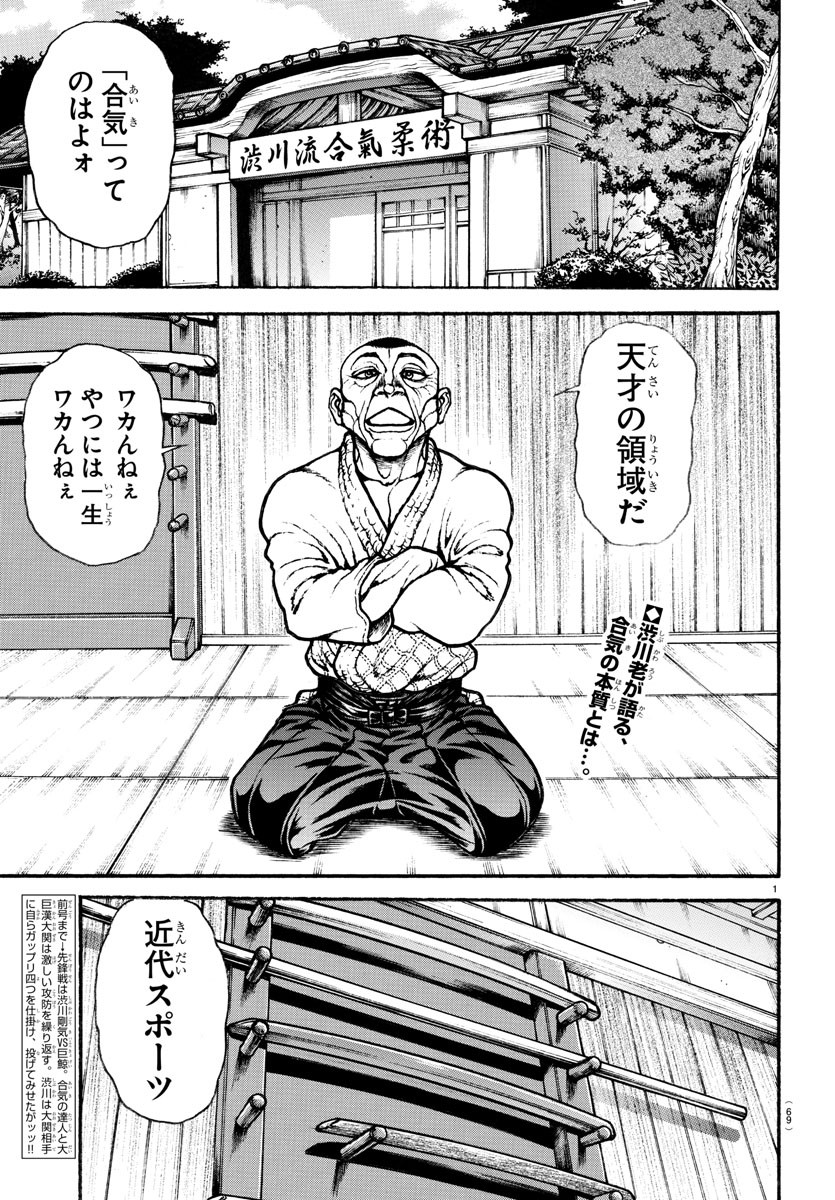 「合気」って
のはよォ
渋川流合氣柔術
天才の領域だ
ワカんねェ
やつには一生
ワカんねェ
◆渋川老が語る、
合気の本質とは…。
1
近代スポーツ
前号まで→先鋒戦は渋川剛気VS巨鯨。合気の達人と大
巨漢大関は激しい攻防を繰り返す。渋川は大関相手
に自らガップリ四つを仕掛け、投げてみせたがッッ!!
(69)